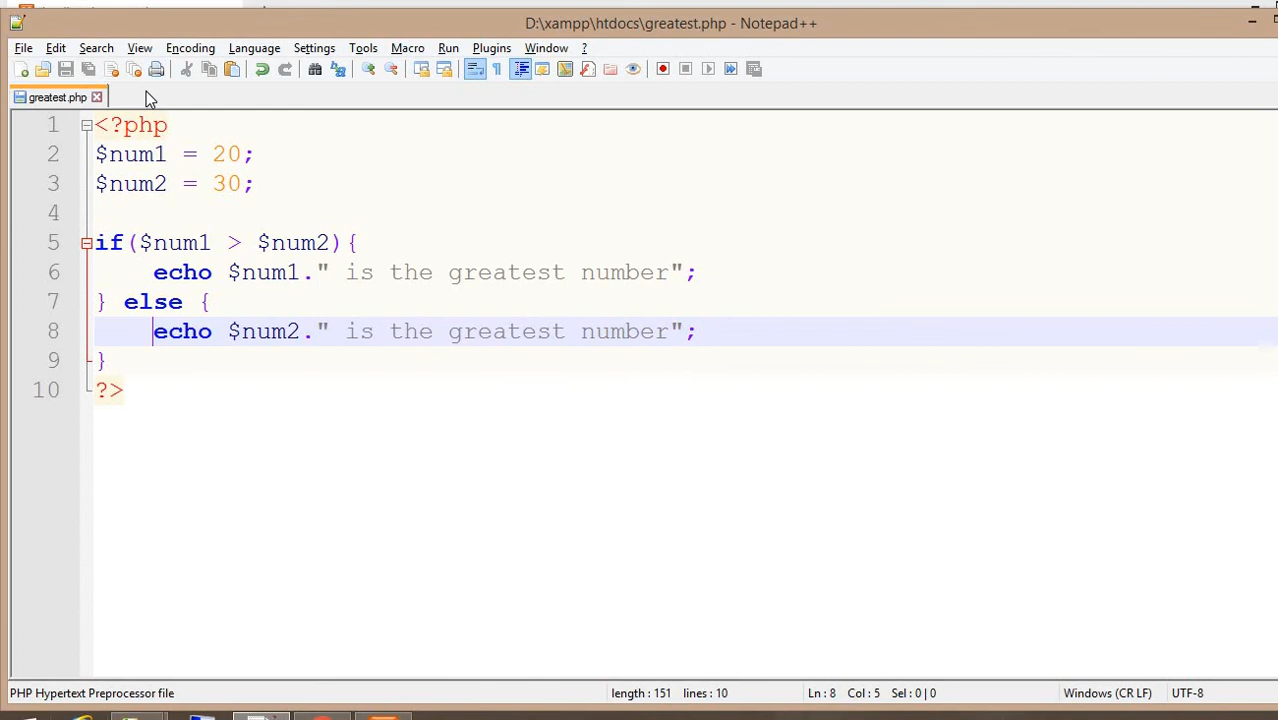 D:\xampp\htdocs\greatest.php - Notepad++
File Edit Search View Encoding Language Settings Tools Macro Run Plugins Window ?
greatest.php
1 <?php
2 $num1 = 20;
3 $num2 = 30;
4
5 if($num1 > $num2){
6 echo $num1." is the greatest number";
7 } else {
8 echo $num2." is the greatest number";
9 }
10 ?>
PHP Hypertext Preprocessor file length : 151 lines : 10 Ln : 8 Col : 5 Sel : 0 | 0 Windows (CR LF) UTF-8